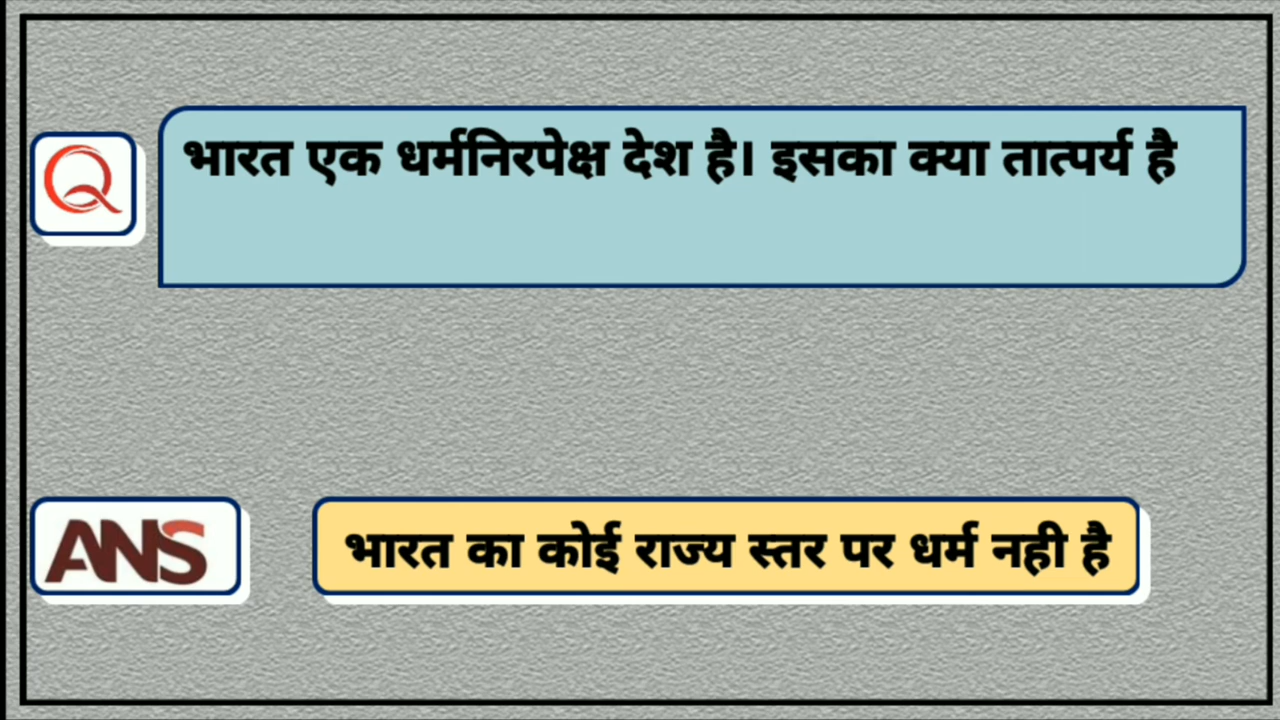 Q
भारत एक धर्मनिरपेक्ष देश है। इसका क्या तात्पर्य है
ANS
भारत का कोई राज्य स्तर पर धर्म नही है